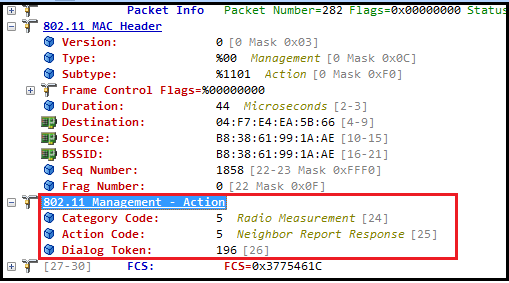 Packet Info Packet Number=282 Flags=0x00000000 Status
802.11 MAC Header
Version: 0 [0 Mask 0x03]
Type: %00 Management [0 Mask 0x0C]
Subtype: %1101 Action [0 Mask 0xF0]
Frame Control Flags=%00000000
Duration: 44 Microseconds [2-3]
Destination: 04:F7:E4:EA:5B:66 [4-9]
Source: B8:38:61:99:1A:AE [10-15]
BSSID: B8:38:61:99:1A:AE [16-21]
Seq Number: 1858 [22-23 Mask 0xFFF0]
Frag Number: 0 [22 Mask 0x0F]
802.11 Management - Action
Category Code: 5 Radio Measurement [24]
Action Code: 5 Neighbor Report Response [25]
Dialog Token: 196 [26]
[27-30] FCS: FCS=0x3775461C